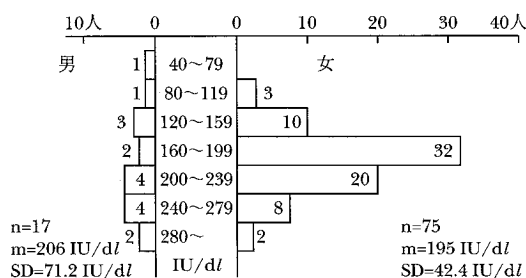 10人 0 0 10 20 30 40人
男 女
1 40～79
1 80～119 3
3 120～159 10
2 160～199 32
4 200～239 20
4 240～279 8
2 280～ 2
IU/dl
n=17
m=206 IU/dl
SD=71.2 IU/dl
n=75
m=195 IU/dl
SD=42.4 IU/dl